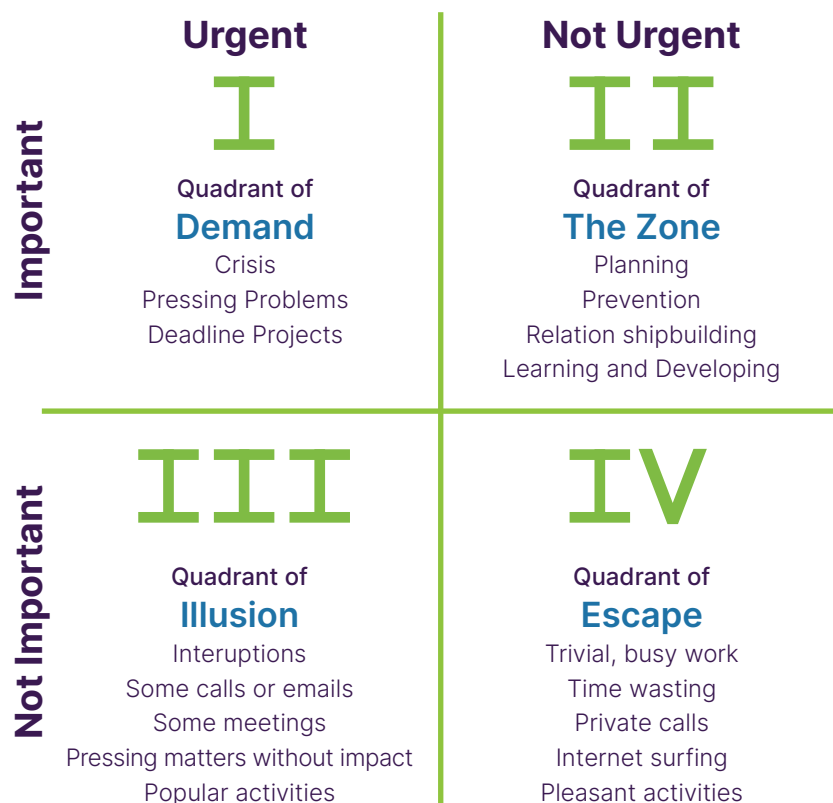 Urgent
Not Urgent
Important
I
Quadrant of
Demand
Crisis
Pressing Problems
Deadline Projects
II
Quadrant of
The Zone
Planning
Prevention
Relation shipbuilding
Learning and Developing
Not Important
III
Quadrant of
Illusion
Interuptions
Some calls or emails
Some meetings
Pressing matters without impact
Popular activities
IV
Quadrant of
Escape
Trivial, busy work
Time wasting
Private calls
Internet surfing
Pleasant activities